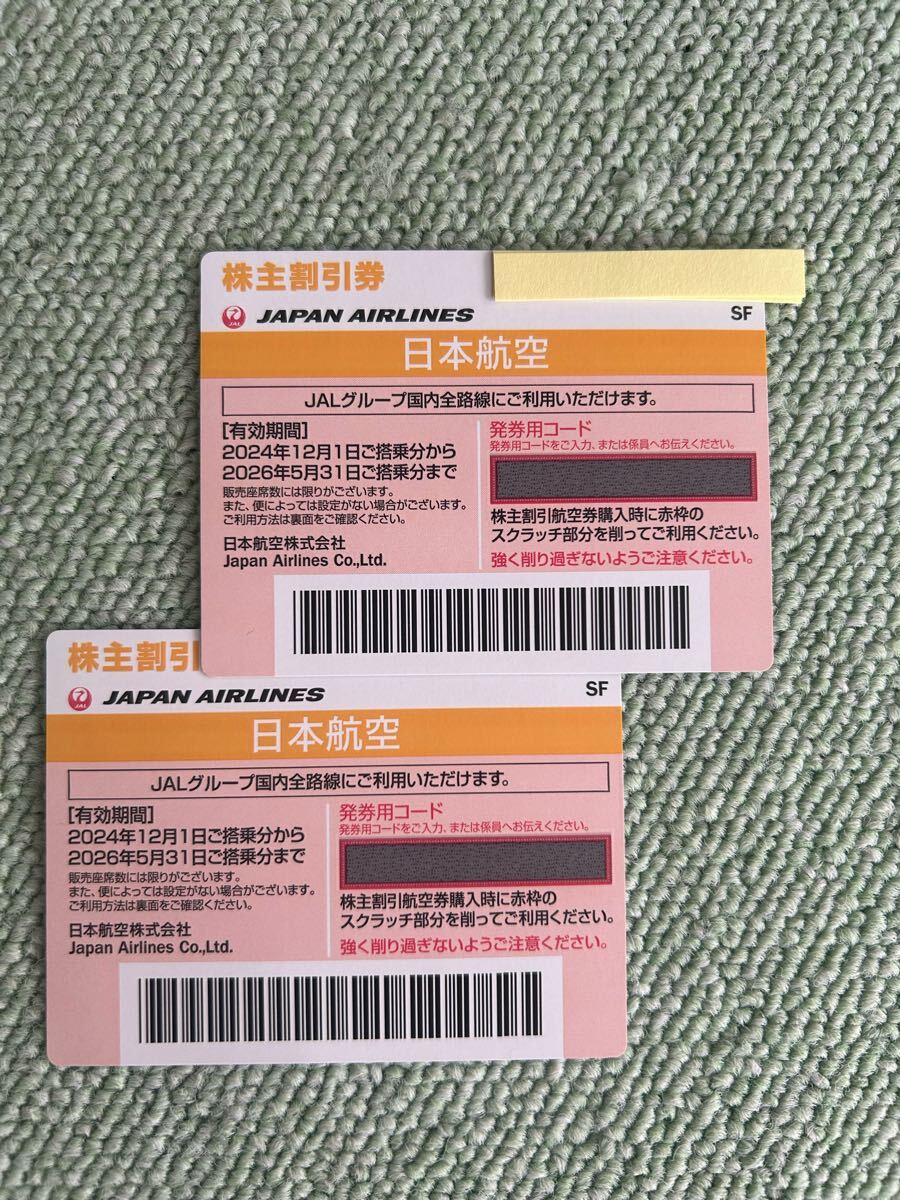 株主割引券
JAL JAPAN AIRLINES SF
日本航空
JALグループ国内全路線にご利用いただけます。
[有効期間]
2024年12月1日ご搭乗分から
2026年5月31日ご搭乗分まで
販売座席数には限りがございます。
また、便によっては設定がない場合がございます。
ご利用方法は裏面をご確認ください。
日本航空株式会社
Japan Airlines Co.,Ltd.
発券用コード
発券用コードをご入力、または係員へお伝えください。
株主割引航空券購入時に赤枠の
スクラッチ部分を削ってご利用ください。
強く削り過ぎないようご注意ください。
株主割引
JAL JAPAN AIRLINES SF
日本航空
JALグループ国内全路線にご利用いただけます。
[有効期間]
2024年12月1日ご搭乗分から
2026年5月31日ご搭乗分まで
販売座席数には限りがございます。
また、便によっては設定がない場合がございます。
ご利用方法は裏面をご確認ください。
日本航空株式会社
Japan Airlines Co.,Ltd.
発券用コード
発券用コードをご入力、または係員へお伝えください。
株主割引航空券購入時に赤枠の
スクラッチ部分を削ってご利用ください。
強く削り過ぎないようご注意ください。